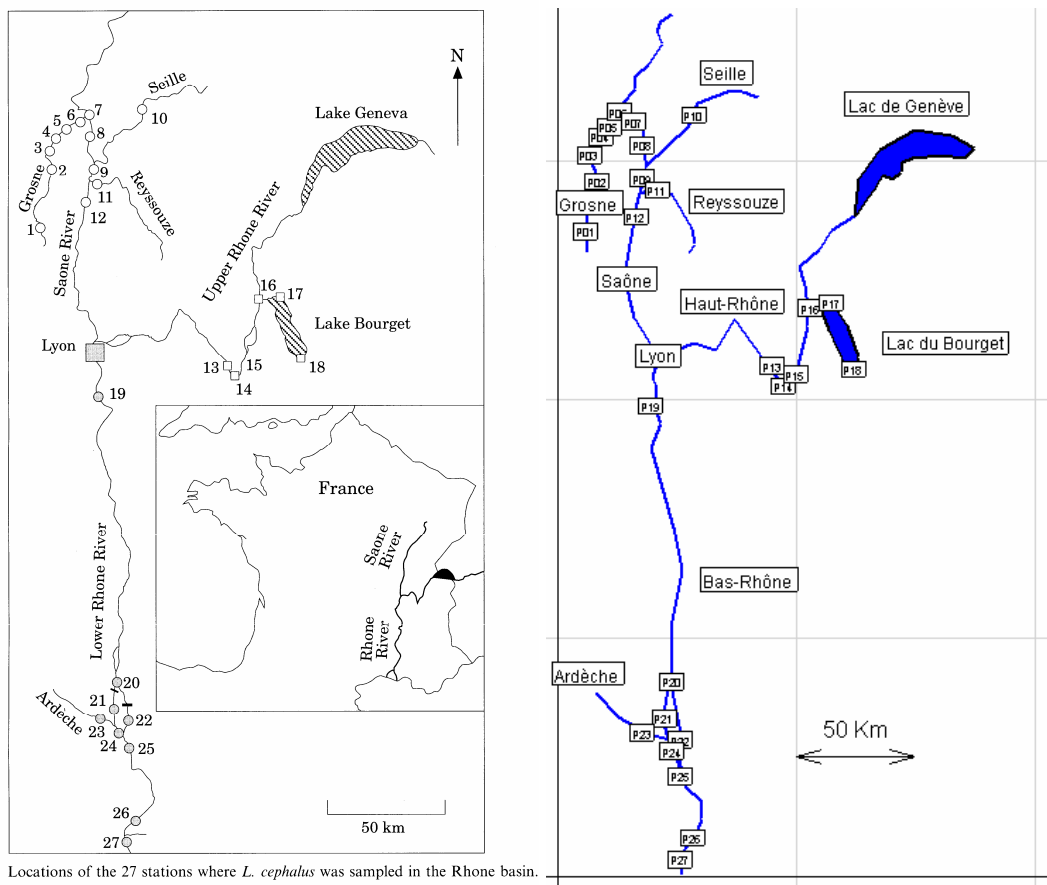 N
Seille
7
6
5
4
3
2
8
10
9
11
12
1
Grosne
Reyssouze
Saone River
Lake Geneva
Upper Rhone River
16
17
Lake Bourget
Lyon
13
15
14
18
19
France
Saone
River
Rhone
River
Lower Rhone River
20
21
22
Ardèche
23
24
25
26
27
50 km
Locations of the 27 stations where L. cephalus was sampled in the Rhone basin.
Seille
Lac de Genève
P07
P10
P05
P08
P03
P02
P09
P11
Grosne
Reyssouze
P12
P01
Saône
Haut-Rhône
P16
P17
Lac du Bourget
Lyon
P13
P15
P14
P18
P19
Bas-Rhône
Ardèche
P20
P21
P23
P22
P24
P25
50 Km
P26
P27